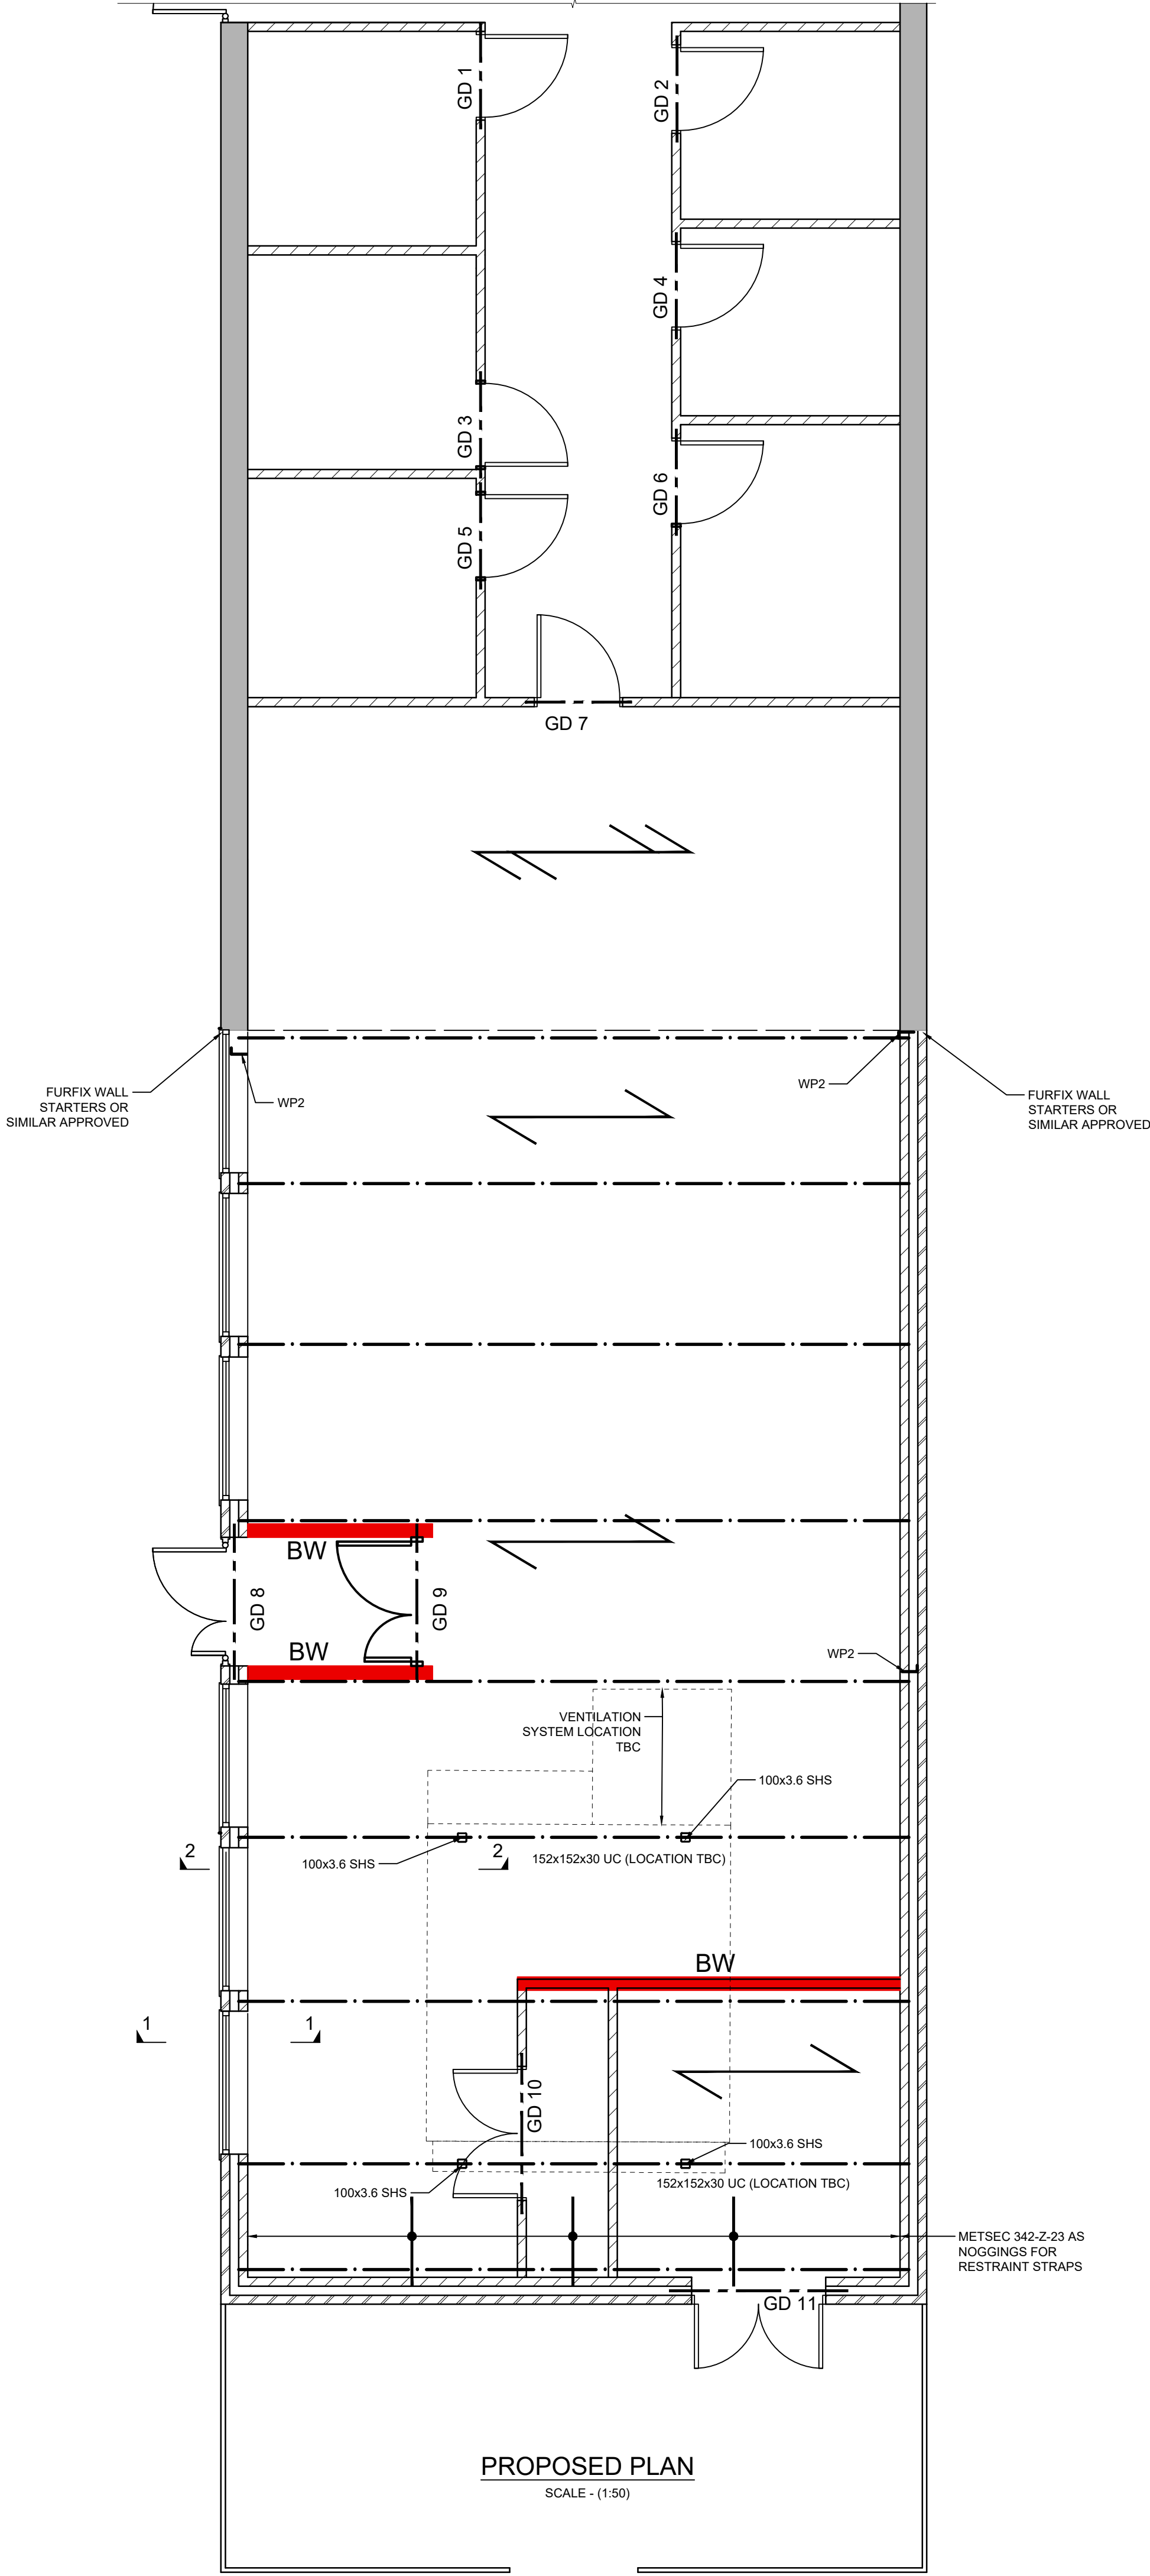 GD 1
GD 2
GD 4
GD 3
GD 6
GD 5
GD 7
WP2
FURFIX WALL
STARTERS OR
SIMILAR APPROVED
WP2
FURFIX WALL
STARTERS OR
SIMILAR APPROVED
BW
GD 8
GD 9
BW
WP2
VENTILATION
SYSTEM LOCATION
TBC
100x3.6 SHS
2
2
100x3.6 SHS
152x152x30 UC (LOCATION TBC)
BW
1
1
GD 10
100x3.6 SHS
152x152x30 UC (LOCATION TBC)
100x3.6 SHS
METSEC 342-Z-23 AS
NOGGINGS FOR
RESTRAINT STRAPS
GD 11
PROPOSED PLAN
SCALE - (1:50)